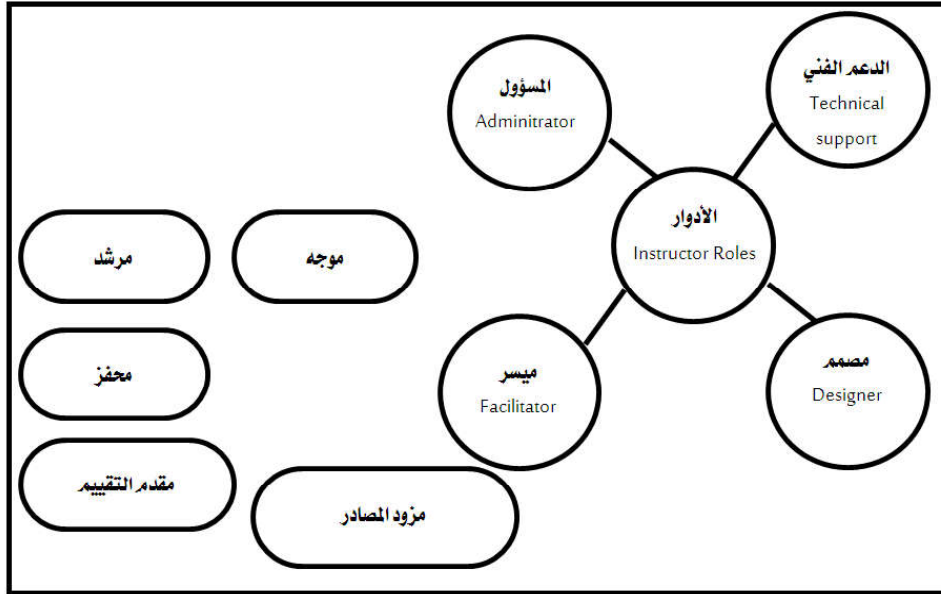 الدعم الفني
Technical
support
المسؤول
Adminitrator
الأدوار
Instructor Roles
موجه
مرشد
ميسر
Facilitator
مصمم
Designer
محفز
مقدم التقييم
مزود المصادر